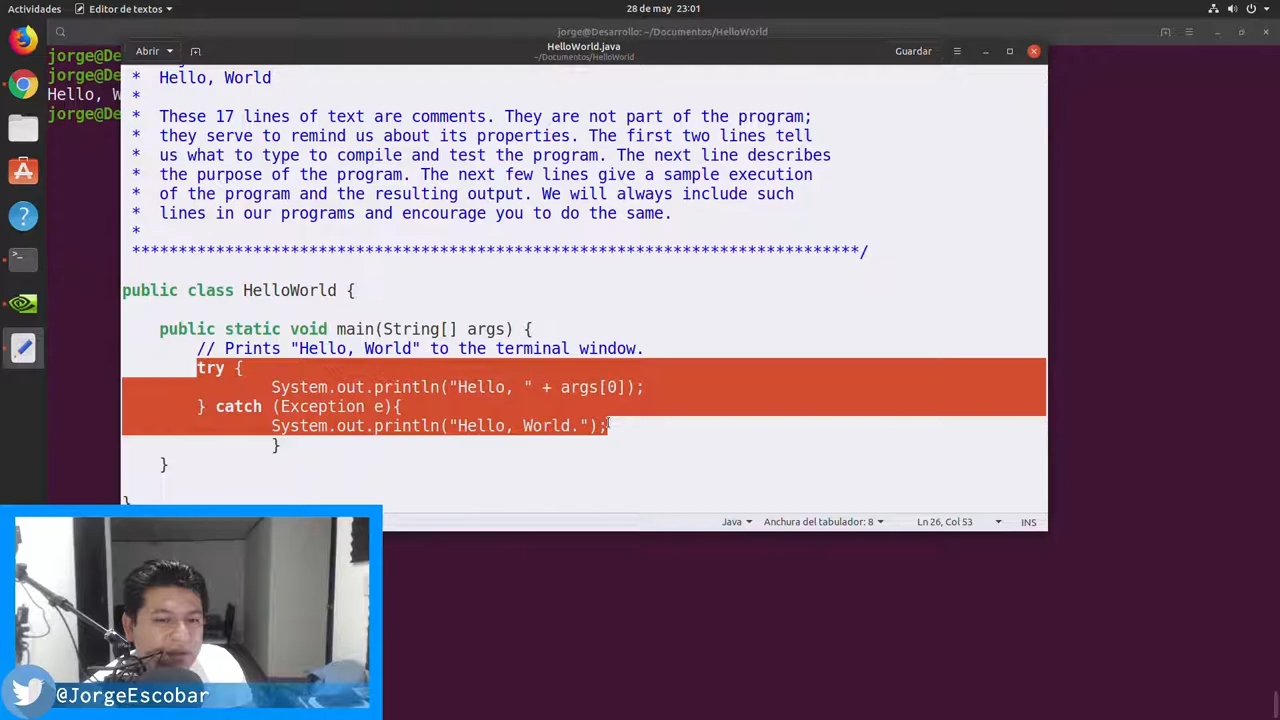 Actividades
Editor de textos
28 de may 23:01
jorge@Desarrollo: ~/Documentos/HelloWorld
Abrir
HelloWorld.java
~/Documentos/HelloWorld
Guardar
jorge@De
jorge@De
Hello, W
jorge@De
* Hello, World
*
* These 17 lines of text are comments. They are not part of the program;
* they serve to remind us about its properties. The first two lines tell
* us what to type to compile and test the program. The next line describes
* the purpose of the program. The next few lines give a sample execution
* of the program and the resulting output. We will always include such
* lines in our programs and encourage you to do the same.
*
******************************************************************************/
public class HelloWorld {
public static void main(String[] args) {
// Prints "Hello, World" to the terminal window.
try {
System.out.println("Hello, " + args[0]);
} catch (Exception e){
System.out.println("Hello, World.");
}
}
}
Java
Anchura del tabulador: 8
Ln 26, Col 53
INS
@JorgeEscobar